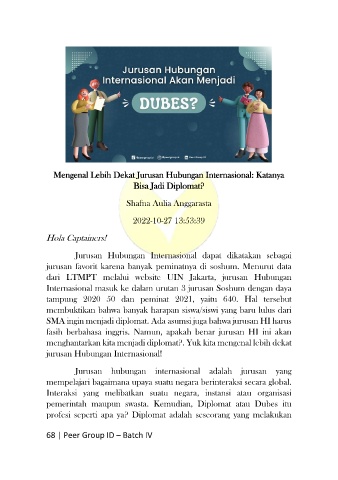 Jurusan Hubungan
Internasional Akan Menjadi
DUBES?
Mengenal Lebih Dekat Jurusan Hubungan Internasional: Katanya
Bisa Jadi Diplomat?
Shafna Aulia Anggarasta
2022-10-27 13:53:39
Hola Captainers!
Jurusan Hubungan Internasional dapat dikatakan sebagai
jurusan favorit karena banyak peminatnya di soshum. Menurut data
dari LTMPT melalui website UIN Jakarta, jurusan Hubungan
Internasional masuk ke dalam urutan 3 jurusan Soshum dengan daya
tampung 2020 50 dan peminat 2021, yaitu 640. Hal tersebut
membuktikan bahwa banyak harapan siswa/siswi yang baru lulus dari
SMA ingin menjadi diplomat. Ada asumsi juga bahwa jurusan HI harus
fasih berbahasa inggris. Namun, apakah benar jurusan HI ini akan
menghantarkan kita menjadi diplomat?. Yuk kita mengenal lebih dekat
jurusan Hubungan Internasional!
Jurusan hubungan internasional adalah jurusan yang
mempelajari bagaimana upaya suatu negara berinteraksi secara global.
Interaksi yang melibatkan suatu negara, instansi atau organisasi
pemerintah maupun swasta. Kemudian, Diplomat atau Dubes itu
profesi seperti apa ya? Diplomat adalah seseorang yang melakukan
68 | Peer Group ID – Batch IV